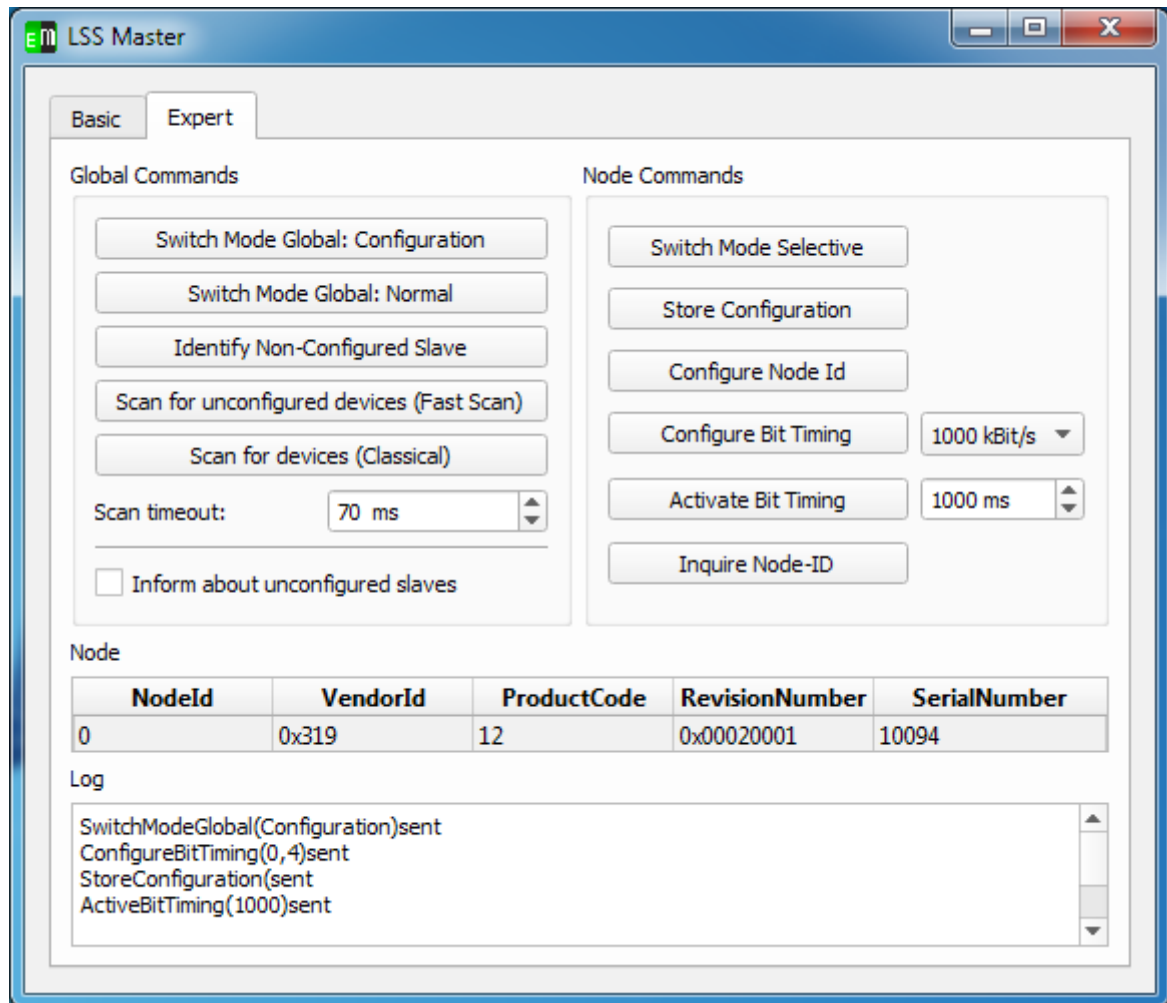 EM LSS Master
Basic Expert
Global Commands
Switch Mode Global: Configuration
Switch Mode Global: Normal
Identify Non-Configured Slave
Scan for unconfigured devices (Fast Scan)
Scan for devices (Classical)
Scan timeout: 70 ms
Inform about unconfigured slaves
Node Commands
Switch Mode Selective
Store Configuration
Configure Node Id
Configure Bit Timing 1000 kBit/s
Activate Bit Timing 1000 ms
Inquire Node-ID
Node
NodeId VendorId ProductCode RevisionNumber SerialNumber
0 0x319 12 0x00020001 10094
Log
SwitchModeGlobal(Configuration)sent
ConfigureBitTiming(0,4)sent
StoreConfiguration(sent
ActiveBitTiming(1000)sent